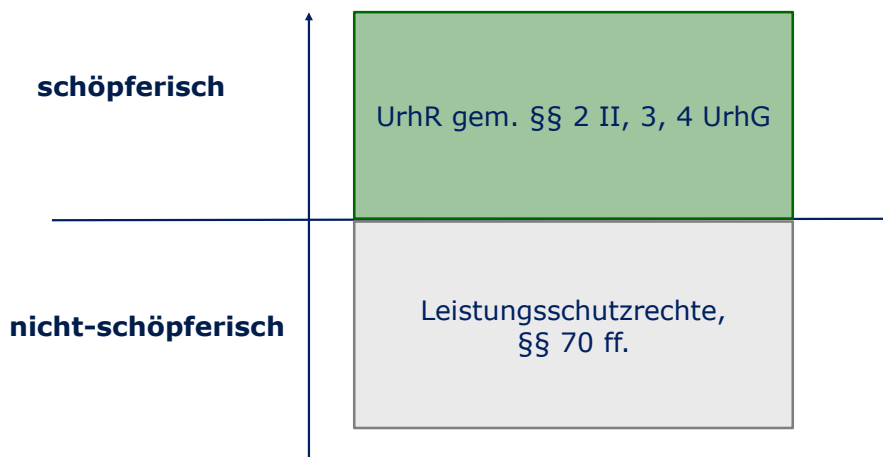 schöpferisch
UrhR gem. §§ 2 II, 3, 4 UrhG
nicht-schöpferisch
Leistungsschutzrechte,
§§ 70 ff.